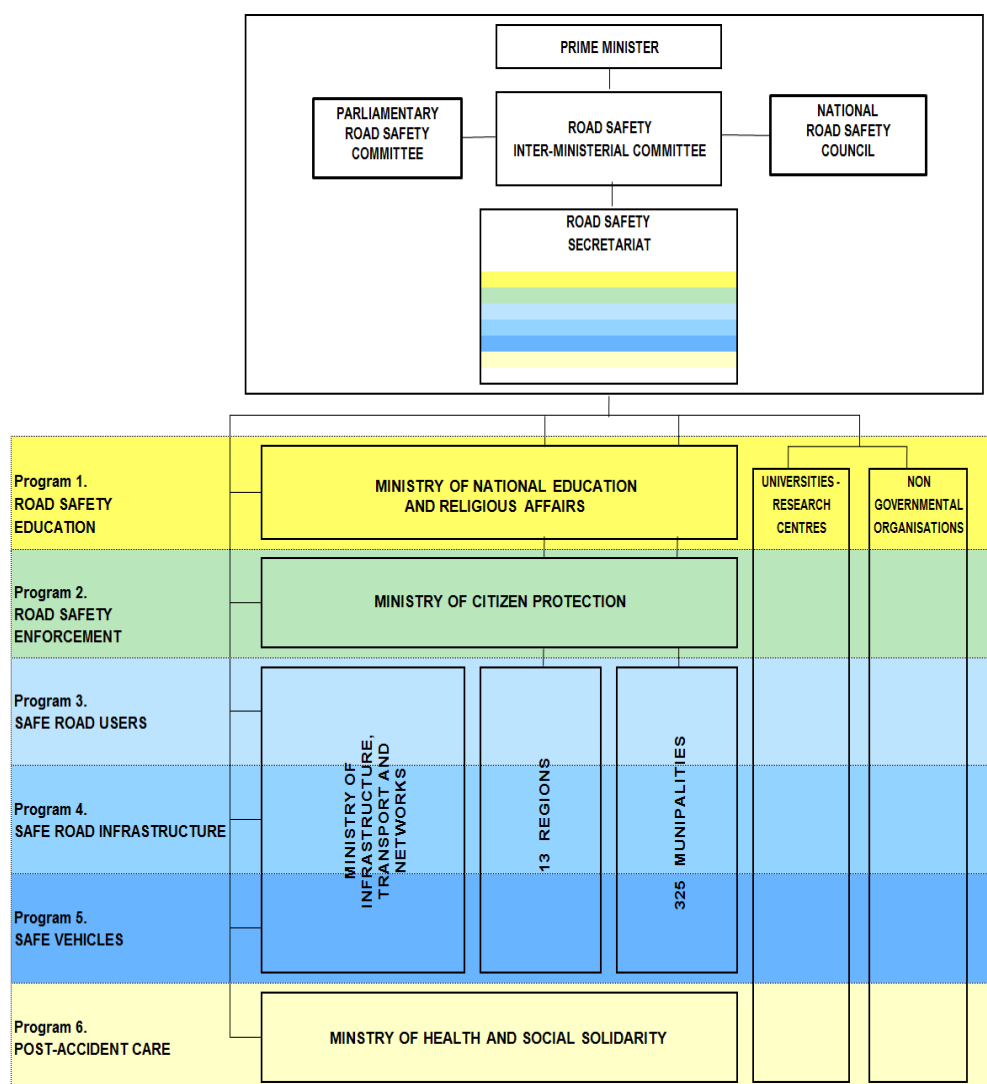 PRIME MINISTER
PARLIAMENTARY
ROAD SAFETY
COMMITTEE
ROAD SAFETY
INTER-MINISTERIAL COMMITTEE
NATIONAL
ROAD SAFETY
COUNCIL
ROAD SAFETY
SECRETARIAT
Program 1.
ROAD SAFETY
EDUCATION
MINISTRY OF NATIONAL EDUCATION
AND RELIGIOUS AFFAIRS
UNIVERSITIES -
RESEARCH
CENTRES
NON
GOVERNMENTAL
ORGANISATIONS
Program 2.
ROAD SAFETY
ENFORCEMENT
MINISTRY OF CITIZEN PROTECTION
Program 3.
SAFE ROAD USERS
Program 4.
SAFE ROAD INFRASTRUCTURE
Program 5.
SAFE VEHICLES
MINISTRY OF
INFRASTRUCTURE,
TRANSPORT AND
NETWORKS
13 REGIONS
325 MUNIPALITIES
Program 6.
POST-ACCIDENT CARE
MINSTRY OF HEALTH AND SOCIAL SOLIDARITY